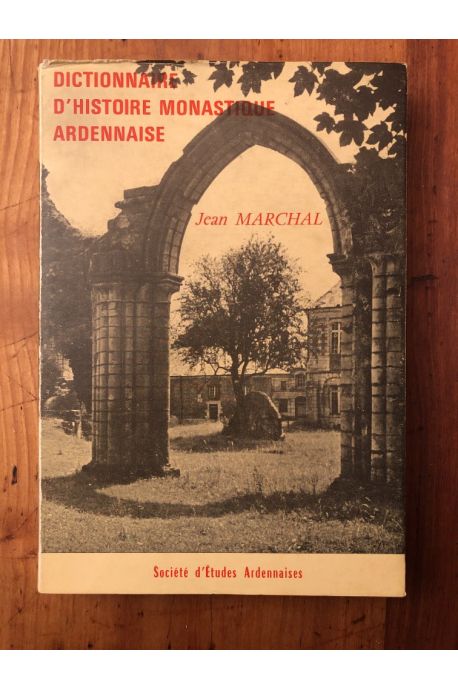 DICTIONNAIRE
D'HISTOIRE MONASTIQUE
ARDENNAISE
Jean MARCHAL
Société d'Études Ardennaises